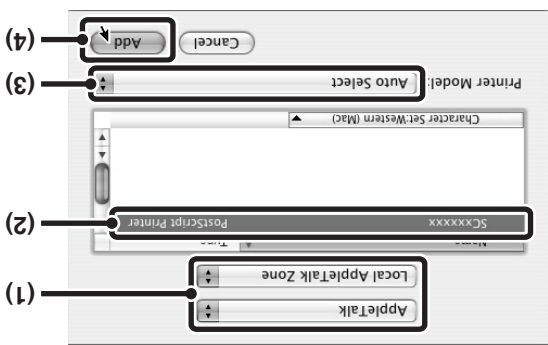 AppleTalk
Local AppleTalk Zone
(1)
Name
Type
SCxxxxxx PostScript Printer
(2)
Character Set:Western (Mac)
Printer Model: Auto Select
(3)
Cancel Add
(4)